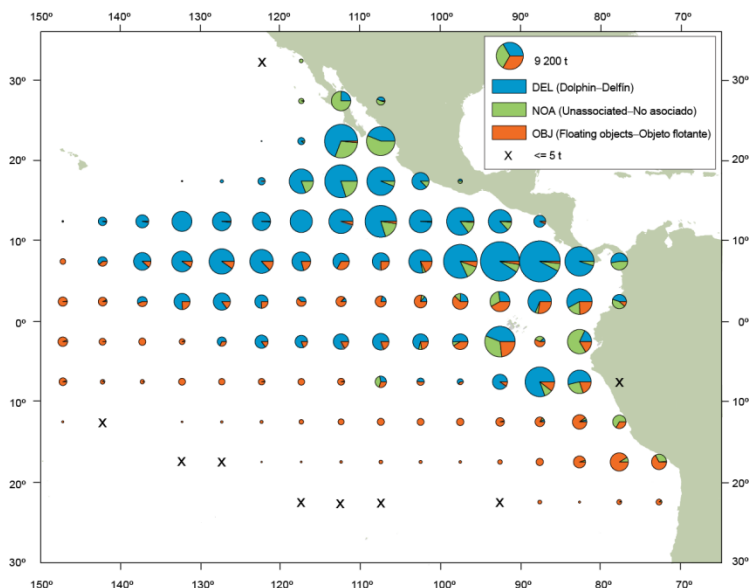 150° 140° 130° 120° 110° 100° 90° 80° 70°
9 200 t
DEL (Dolphin–Delfín)
NOA (Unassociated–No asociado)
OBJ (Floating objects–Objeto flotante)
X <= 5 t
X
30° 30°
20° 20°
10° 10°
0° 0°
X
10° 10°
X
X X
20° 20°
X X X X
30° 30°
150° 140° 130° 120° 110° 100° 90° 80° 70°